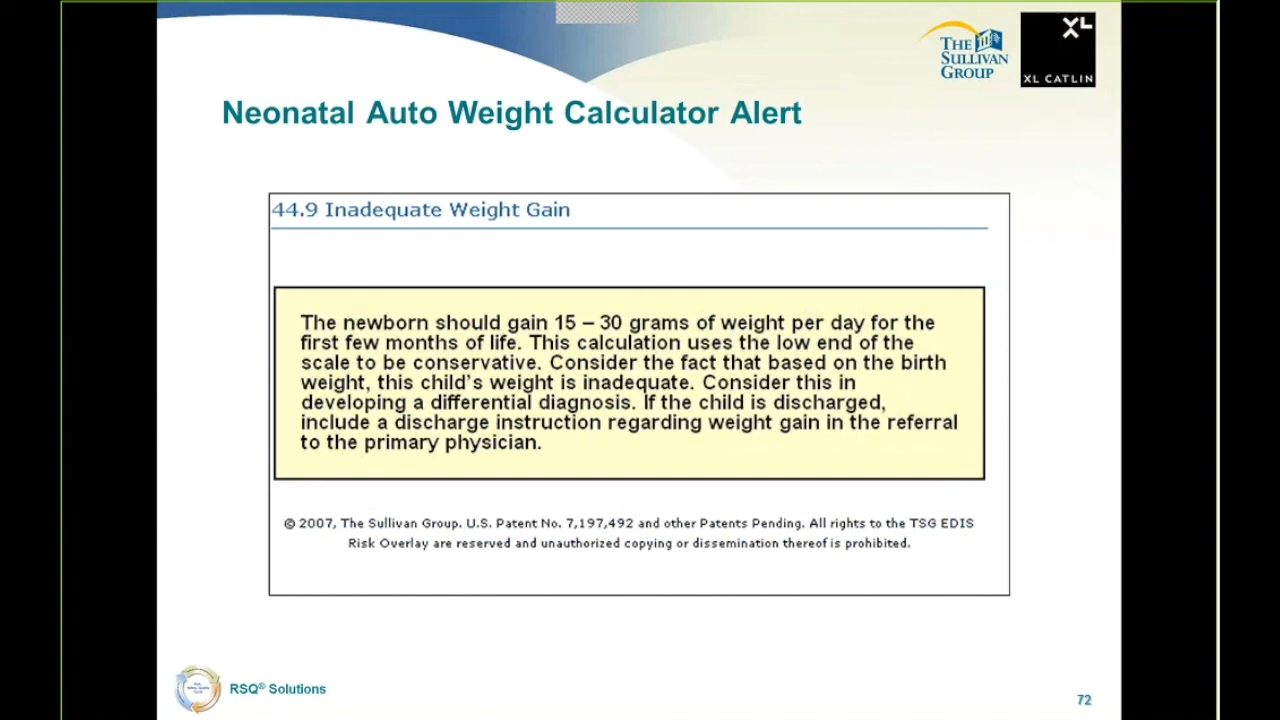 THE
SULLIVAN
GROUP
XL
XL CATLIN
Neonatal Auto Weight Calculator Alert
44.9 Inadequate Weight Gain
The newborn should gain 15 – 30 grams of weight per day for the
first few months of life. This calculation uses the low end of the
scale to be conservative. Consider the fact that based on the birth
weight, this child's weight is inadequate. Consider this in
developing a differential diagnosis. If the child is discharged,
include a discharge instruction regarding weight gain in the referral
to the primary physician.
© 2007, The Sullivan Group. U.S. Patent No. 7,197,492 and other Patents Pending. All rights to the TSG EDIS
Risk Overlay are reserved and unauthorized copying or dissemination thereof is prohibited.
RSQ® Solutions
72